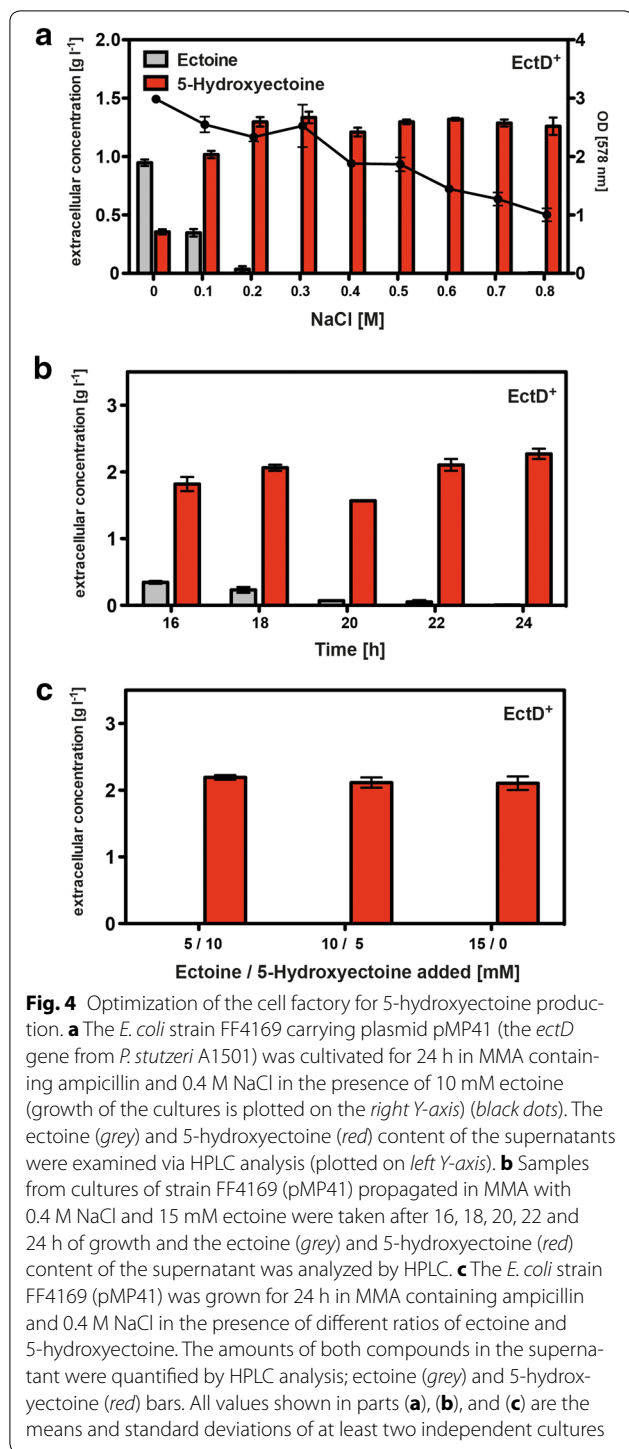 a
2.0
1.5
1.0
0.5
0
extracellular concentration [g l-1]
Ectoine
5-Hydroxyectoine
EctD+
4
3
2
1
0
OD [578 nm]
0 0.1 0.2 0.3 0.4 0.5 0.6 0.7 0.8
NaCl [M]
b
3
2
1
0
extracellular concentration [g l-1]
EctD+
16 18 20 22 24
Time [h]
c
3
2
1
0
extracellular concentration [g l-1]
EctD+
5 / 10 10 / 5 15 / 0
Ectoine / 5-Hydroxyectoine added [mM]
Fig. 4 Optimization of the cell factory for 5-hydroxyectoine produc-
tion. a The E. coli strain FF4169 carrying plasmid pMP41 (the ectD
gene from P. stutzeri A1501) was cultivated for 24 h in MMA contain-
ing ampicillin and 0.4 M NaCl in the presence of 10 mM ectoine
(growth of the cultures is plotted on the right Y-axis) (black dots). The
ectoine (grey) and 5-hydroxyectoine (red) content of the supernatants
were examined via HPLC analysis (plotted on left Y-axis). b Samples
from cultures of strain FF4169 (pMP41) propagated in MMA with
0.4 M NaCl and 15 mM ectoine were taken after 16, 18, 20, 22 and
24 h of growth and the ectoine (grey) and 5-hydroxyectoine (red)
content of the supernatant was analyzed by HPLC. c The E. coli strain
FF4169 (pMP41) was grown for 24 h in MMA containing ampicillin
and 0.4 M NaCl in the presence of different ratios of ectoine and
5-hydroxyectoine. The amounts of both compounds in the superna-
tant were quantified by HPLC analysis; ectoine (grey) and 5-hydrox-
yectoine (red) bars. All values shown in parts (a), (b), and (c) are the
means and standard deviations of at least two independent cultures